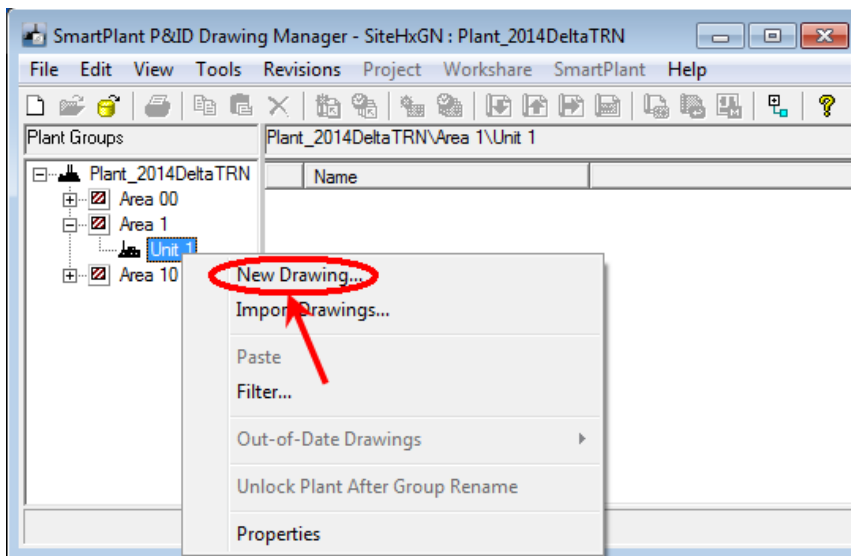 SmartPlant P&ID Drawing Manager - SiteHxGN : Plant_2014DeltaTRN
File Edit View Tools Revisions Project Workshare SmartPlant Help
Plant Groups
Plant_2014DeltaTRN\Area 1\Unit 1
Name
Plant_2014DeltaTRN
Area 00
Area 1
Unit 1
Area 10
New Drawing...
Import Drawings...
Paste
Filter...
Out-of-Date Drawings
Unlock Plant After Group Rename
Properties